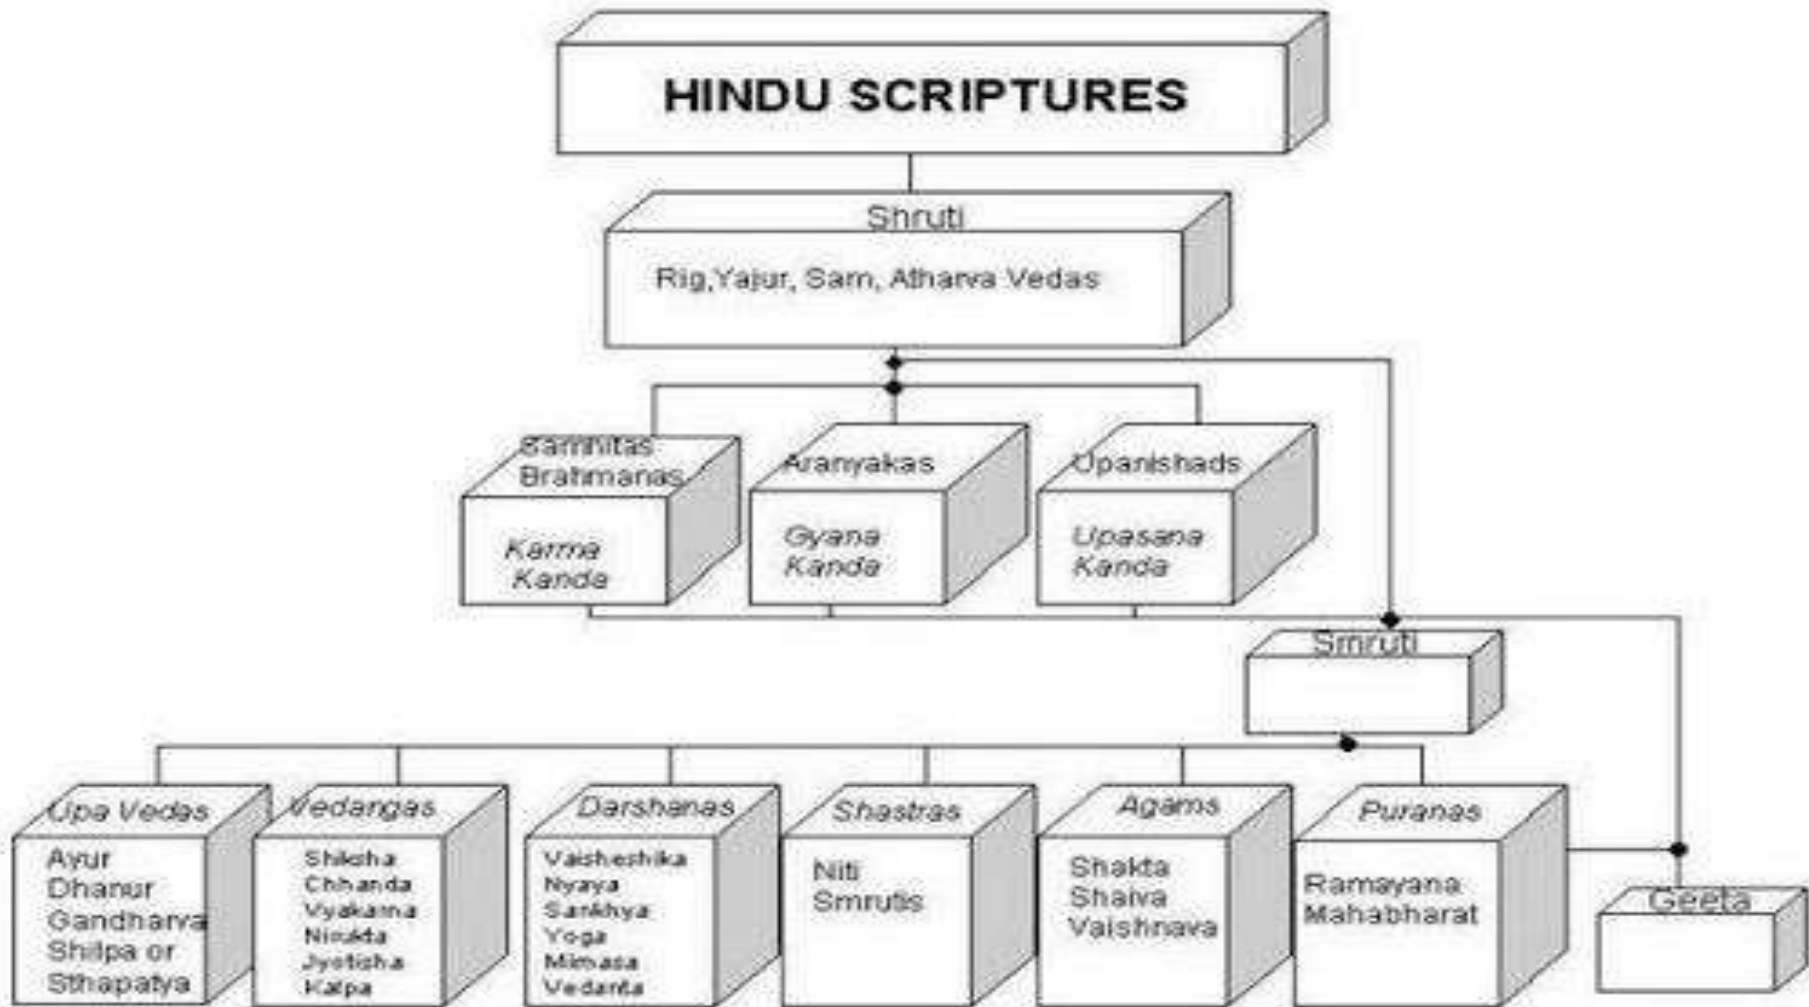 HINDU SCRIPTURES
Shruti
Rig,Yajur, Sam, Atharva Vedas
Samhitas
Brahmanas
Karma
Kanda
Aranyakas
Gyana
Kanda
Upanishads
Upasana
Kanda
Smruti
Upa Vedas
Ayur
Dhanur
Gandharva
Shilpa or
Sthapatya
Vedangas
Shiksha
Chhanda
Vyakarna
Nirukta
Jyotisha
Kalpa
Darshanas
Vaisheshika
Nyaya
Sankhya
Yoga
Mimasa
Vedanta
Shastras
Niti
Smrutis
Agams
Shakta
Shaiva
Vaishnava
Puranas
Ramayana
Mahabharat
Geeta